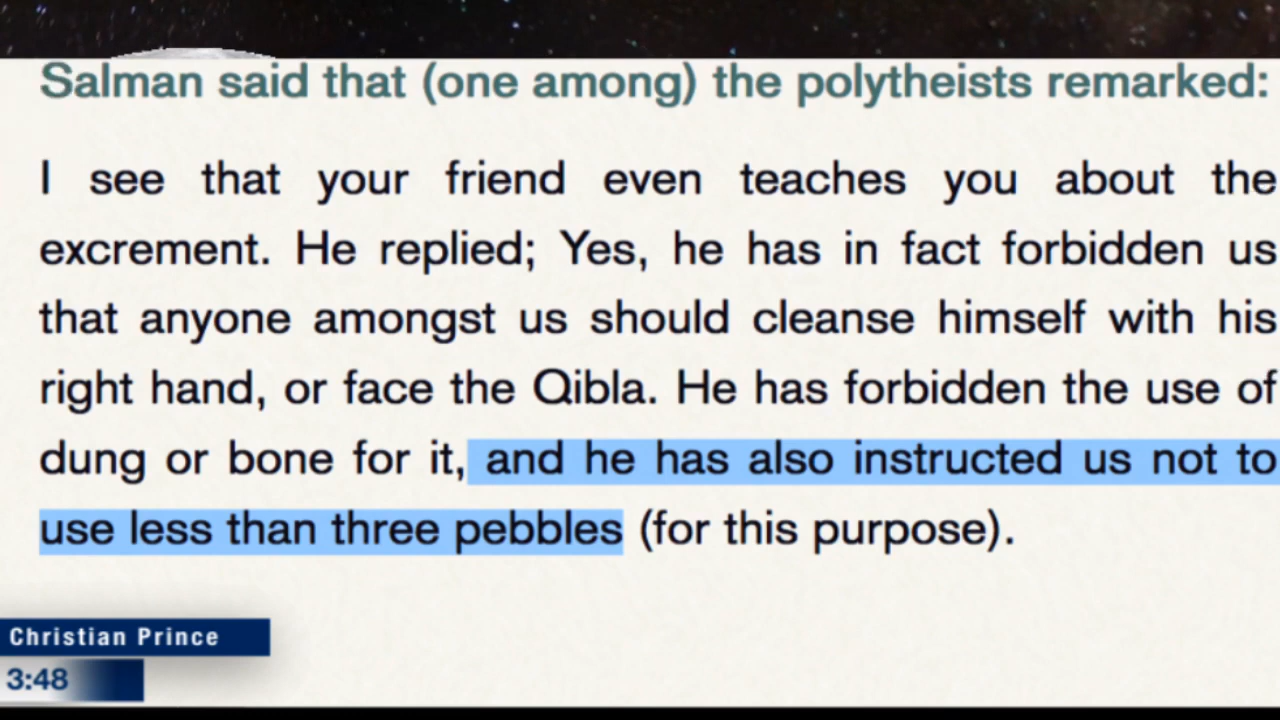 Salman said that (one among) the polytheists remarked:
I see that your friend even teaches you about the
excrement. He replied; Yes, he has in fact forbidden us
that anyone amongst us should cleanse himself with his
right hand, or face the Qibla. He has forbidden the use of
dung or bone for it, and he has also instructed us not to
use less than three pebbles (for this purpose).
Christian Prince
3:48